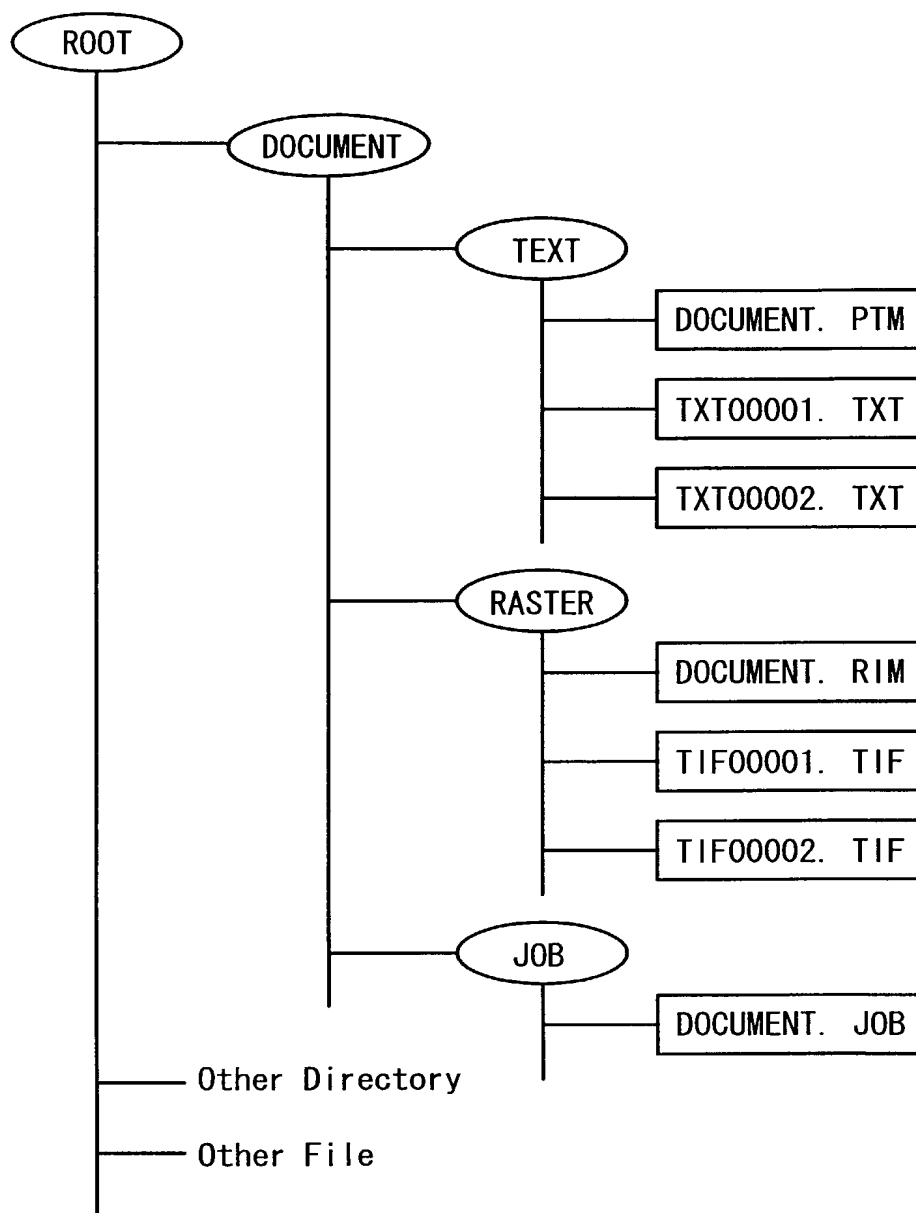 ROOT
DOCUMENT
TEXT
DOCUMENT. PTM
TXT00001. TXT
TXT00002. TXT
RASTER
DOCUMENT. RIM
TIF00001. TIF
TIF00002. TIF
JOB
DOCUMENT. JOB
Other Directory
Other File